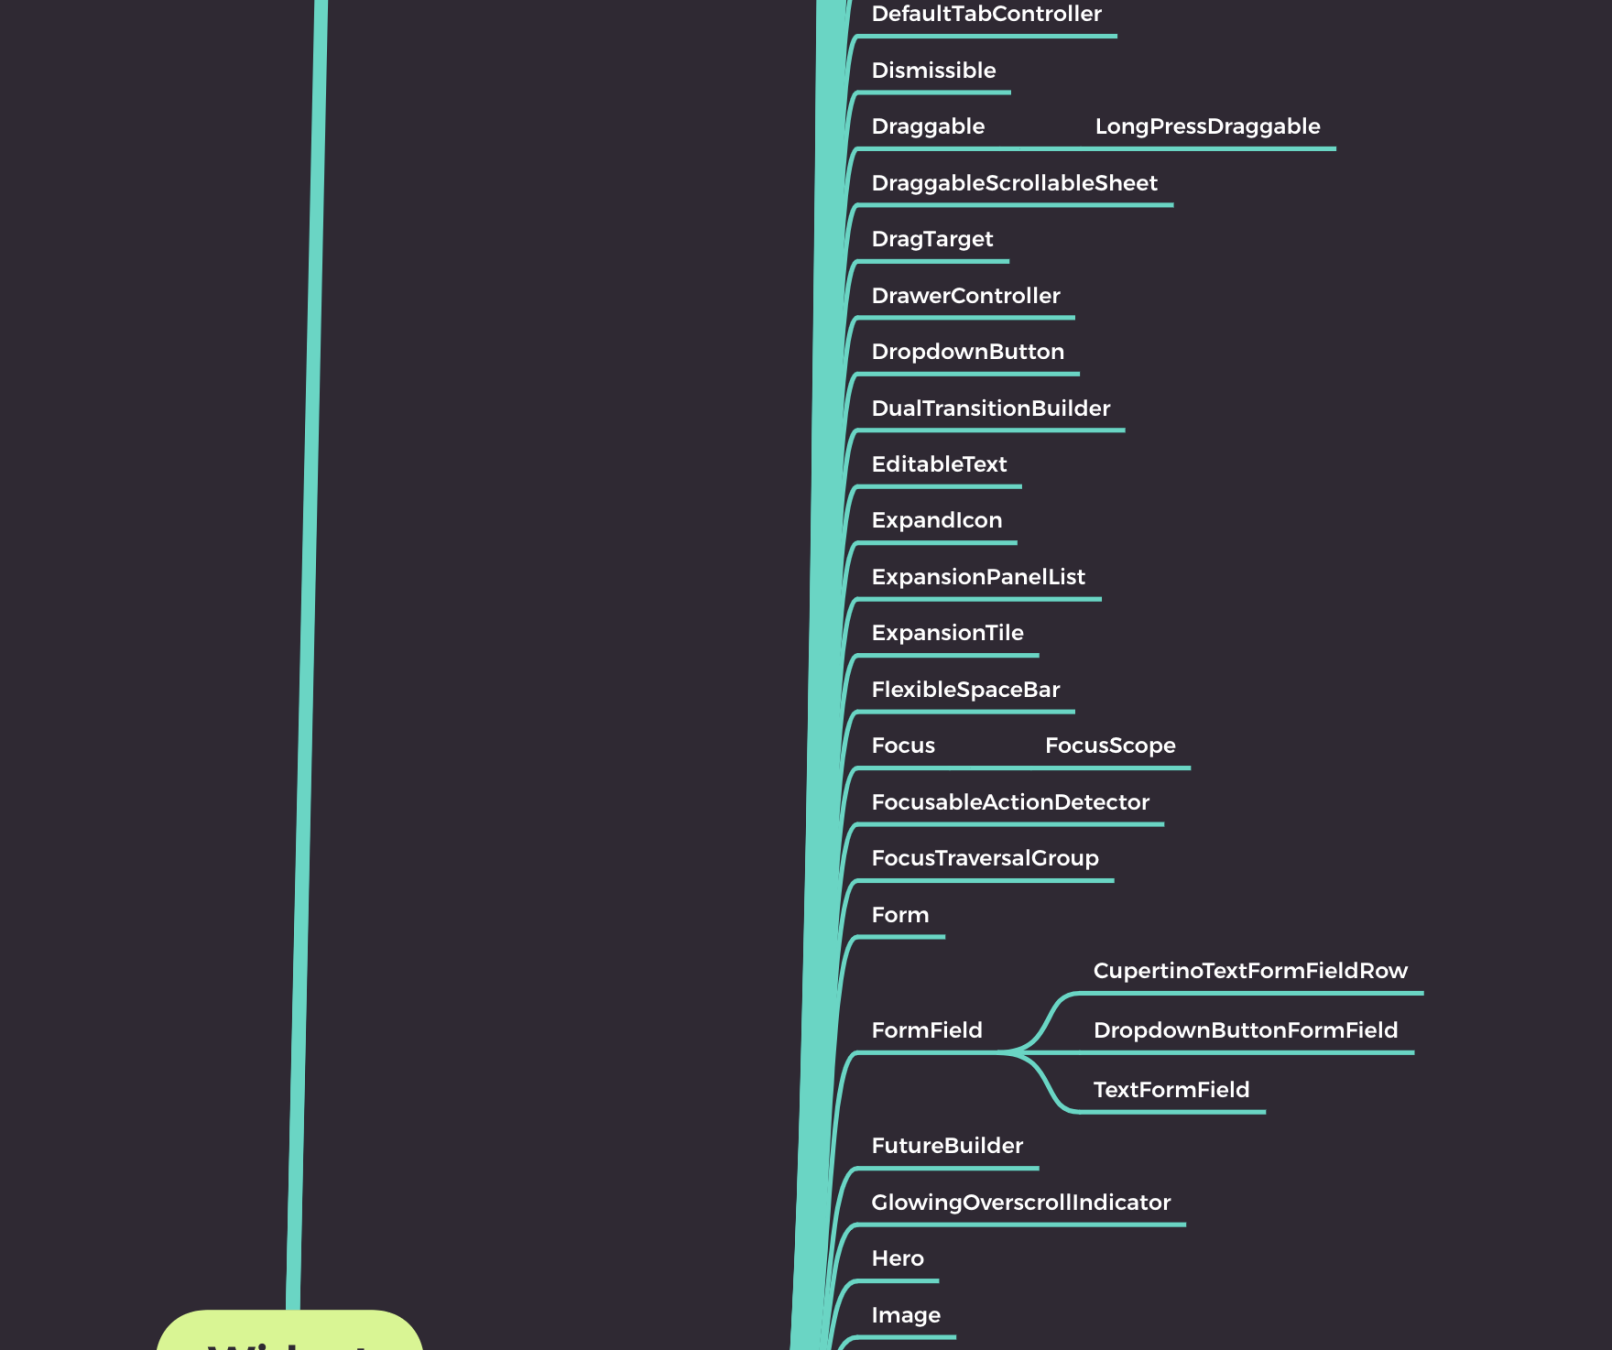 DefaultTabController
Dismissible
Draggable LongPressDraggable
DraggableScrollableSheet
DragTarget
DrawerController
DropdownButton
DualTransitionBuilder
EditableText
ExpandIcon
ExpansionPanelList
ExpansionTile
FlexibleSpaceBar
Focus FocusScope
FocusableActionDetector
FocusTraversalGroup
Form
CupertinoTextFormFieldRow
FormField DropdownButtonFormField
TextFormField
FutureBuilder
GlowingOverscrollIndicator
Hero
Image